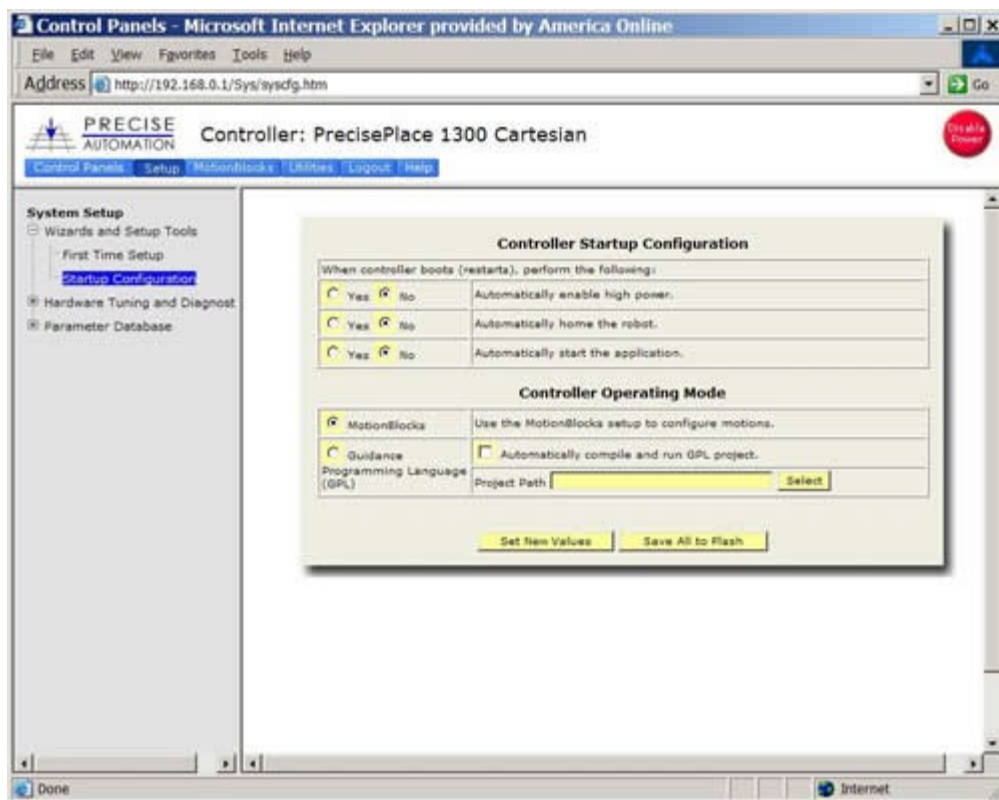 Control Panels - Microsoft Internet Explorer provided by America Online
File Edit View Favorites Tools Help
Address http://192.168.0.1/Sys/syscfg.htm Go
PRECISE
AUTOMATION
Controller: PrecisePlace 1300 Cartesian
Disable
Power
Control Panels Setup MotionBlocks Utilities Logout Help
System Setup
Wizards and Setup Tools
First Time Setup
Startup Configuration
Hardware Tuning and Diagnost
Parameter Database
Controller Startup Configuration
When controller boots (restarts), perform the following:
Yes No Automatically enable high power.
Yes No Automatically home the robot.
Yes No Automatically start the application.
Controller Operating Mode
MotionBlocks Use the MotionBlocks setup to configure motions.
Guidance
Programming Language
(GPL)
Automatically compile and run GPL project.
Project Path Select
Set New Values Save All to Flash
Done Internet